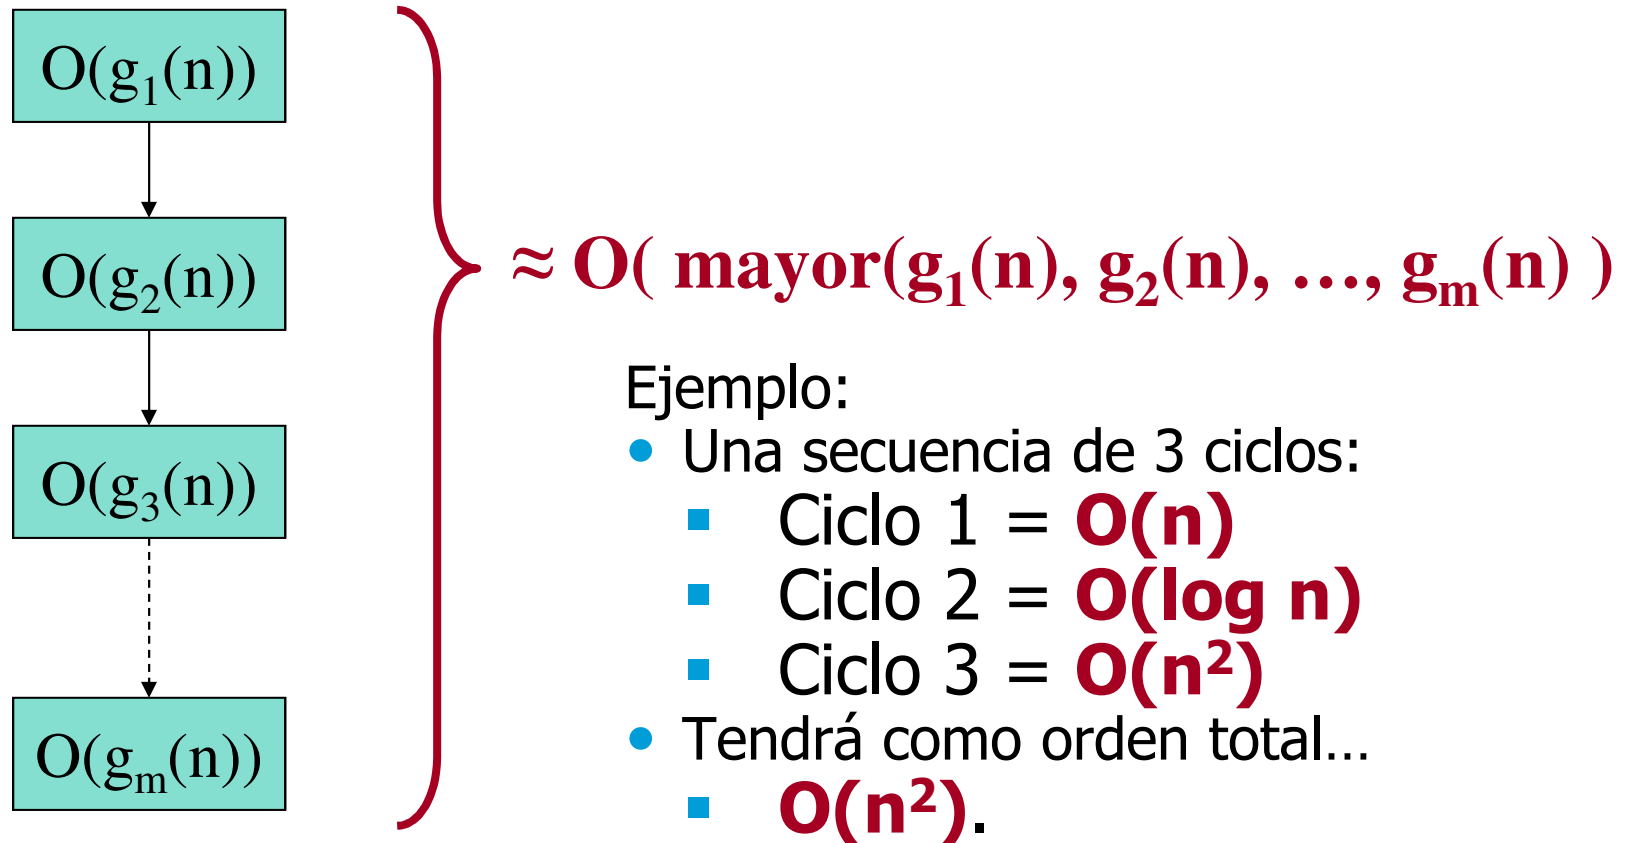 O(g₁(n))
O(g₂(n))
O(g₃(n))
O(gₘ(n))
≈ O( mayor(g₁(n), g₂(n), …, gₘ(n) )
Ejemplo:
• Una secuencia de 3 ciclos:
▪ Ciclo 1 = O(n)
▪ Ciclo 2 = O(log n)
▪ Ciclo 3 = O(n²)
• Tendrá como orden total…
▪ O(n²).